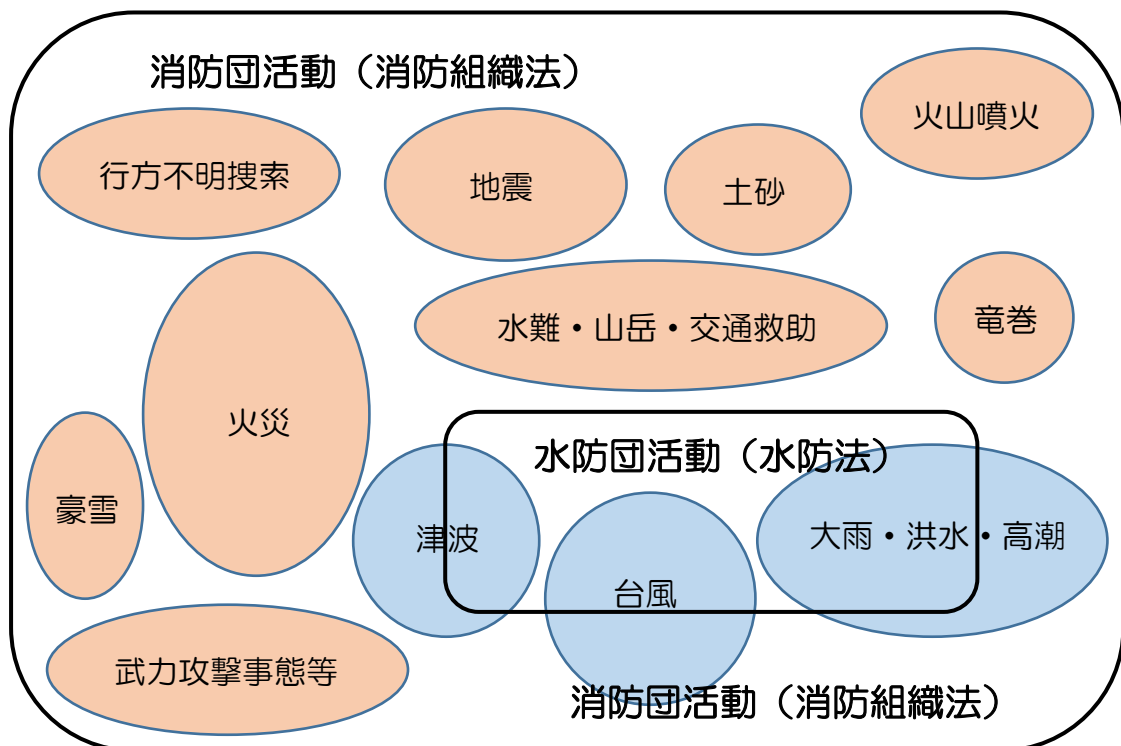 消防団活動（消防組織法）
火山噴火
行方不明捜索
地震
土砂
水難・山岳・交通救助
竜巻
火災
水防団活動（水防法）
豪雪
津波
大雨・洪水・高潮
台風
武力攻撃事態等
消防団活動（消防組織法）